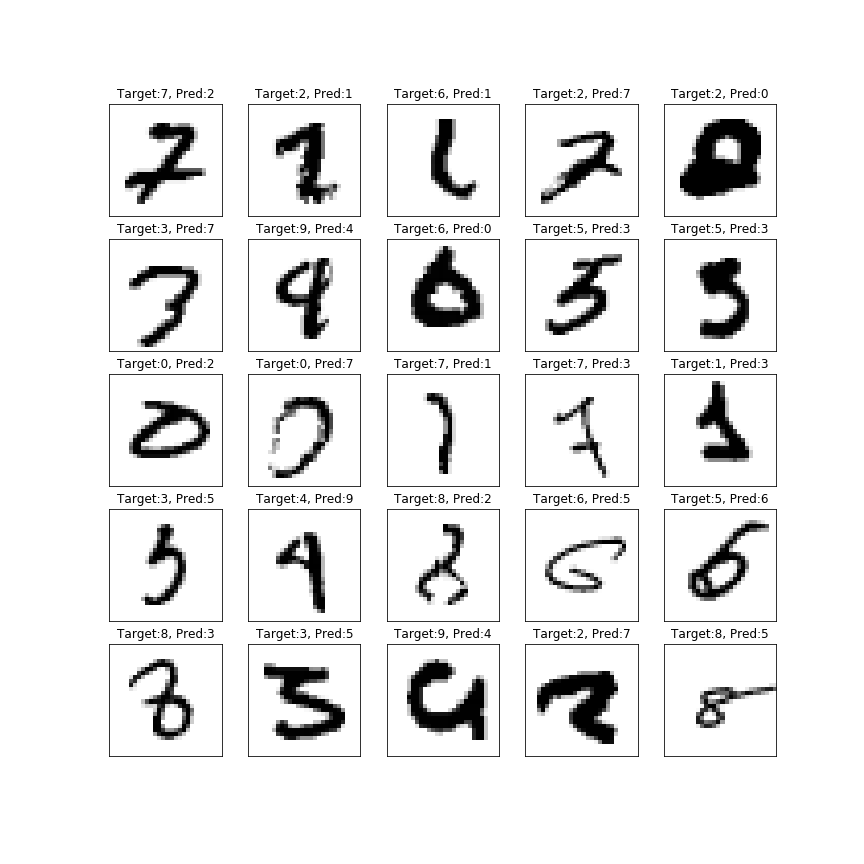 Target:7, Pred:2 Target:2, Pred:1 Target:6, Pred:1 Target:2, Pred:7 Target:2, Pred:0
Target:3, Pred:7 Target:9, Pred:4 Target:6, Pred:0 Target:5, Pred:3 Target:5, Pred:3
Target:0, Pred:2 Target:0, Pred:7 Target:7, Pred:1 Target:7, Pred:3 Target:1, Pred:3
Target:3, Pred:5 Target:4, Pred:9 Target:8, Pred:2 Target:6, Pred:5 Target:5, Pred:6
Target:8, Pred:3 Target:3, Pred:5 Target:9, Pred:4 Target:2, Pred:7 Target:8, Pred:5